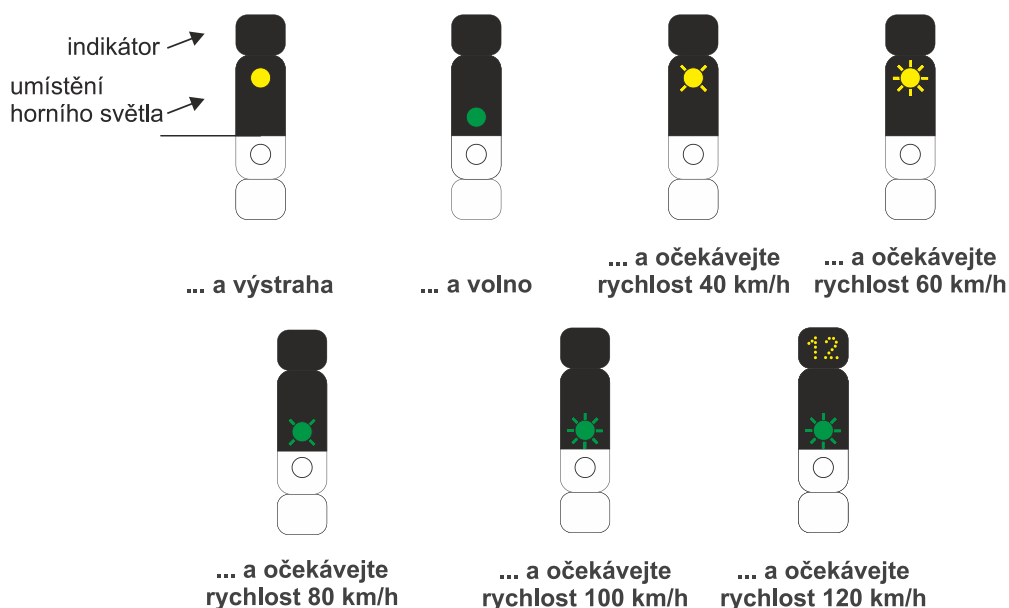 indikátor
umístění
horního světla
... a výstraha
... a volno
... a očekávejte
rychlost 40 km/h
... a očekávejte
rychlost 60 km/h
12
... a očekávejte
rychlost 80 km/h
... a očekávejte
rychlost 100 km/h
... a očekávejte
rychlost 120 km/h